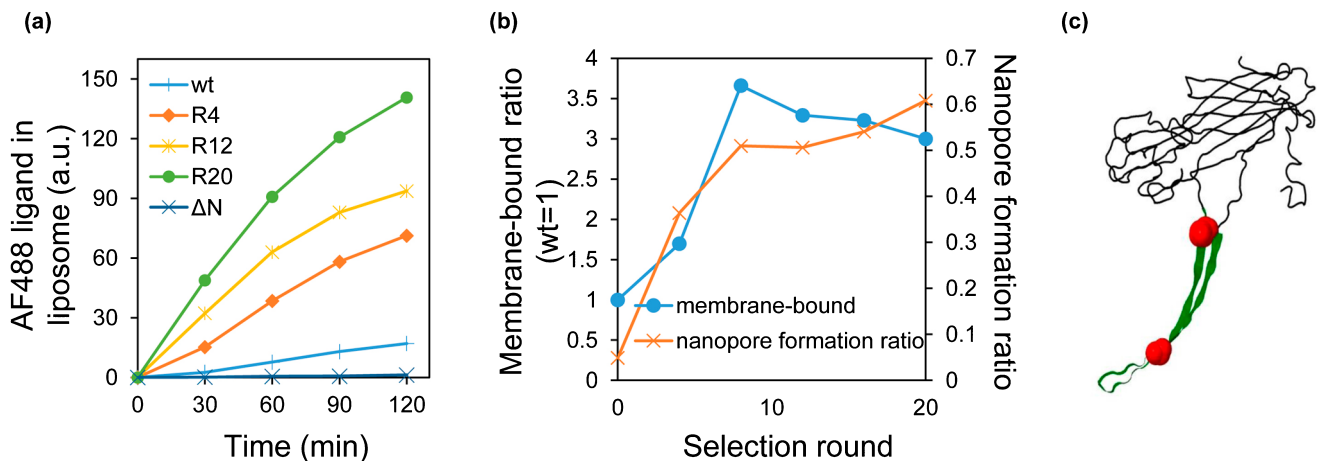 (a)
AF488 ligand in
liposome (a.u.)
150
120
90
60
30
0
wt
R4
R12
R20
ΔN
0 30 60 90 120
Time (min)
(b)
Membrane-bound ratio
(wt=1)
4
3.5
3
2.5
2
1.5
1
0.5
0
membrane-bound
nanopore formation ratio
0.7
0.6
0.5
0.4
0.3
0.2
0.1
0
Nanopore formation ratio
0 10 20
Selection round
(c)